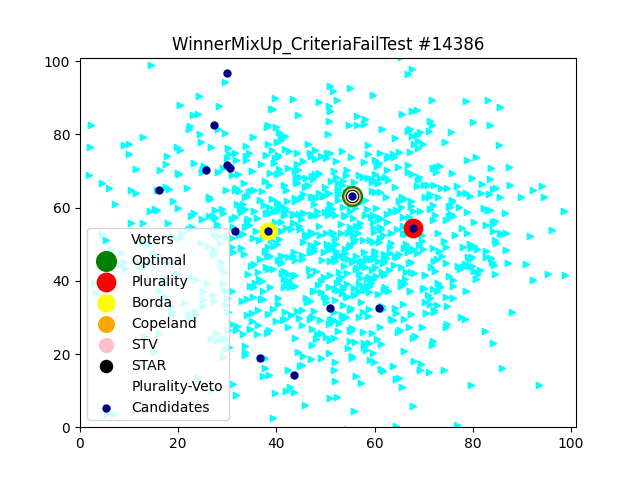 WinnerMixUp_CriteriaFailTest #14386
100
80
60
40
20
0
Voters
Optimal
Plurality
Borda
Copeland
STV
STAR
Plurality-Veto
Candidates
0 20 40 60 80 100